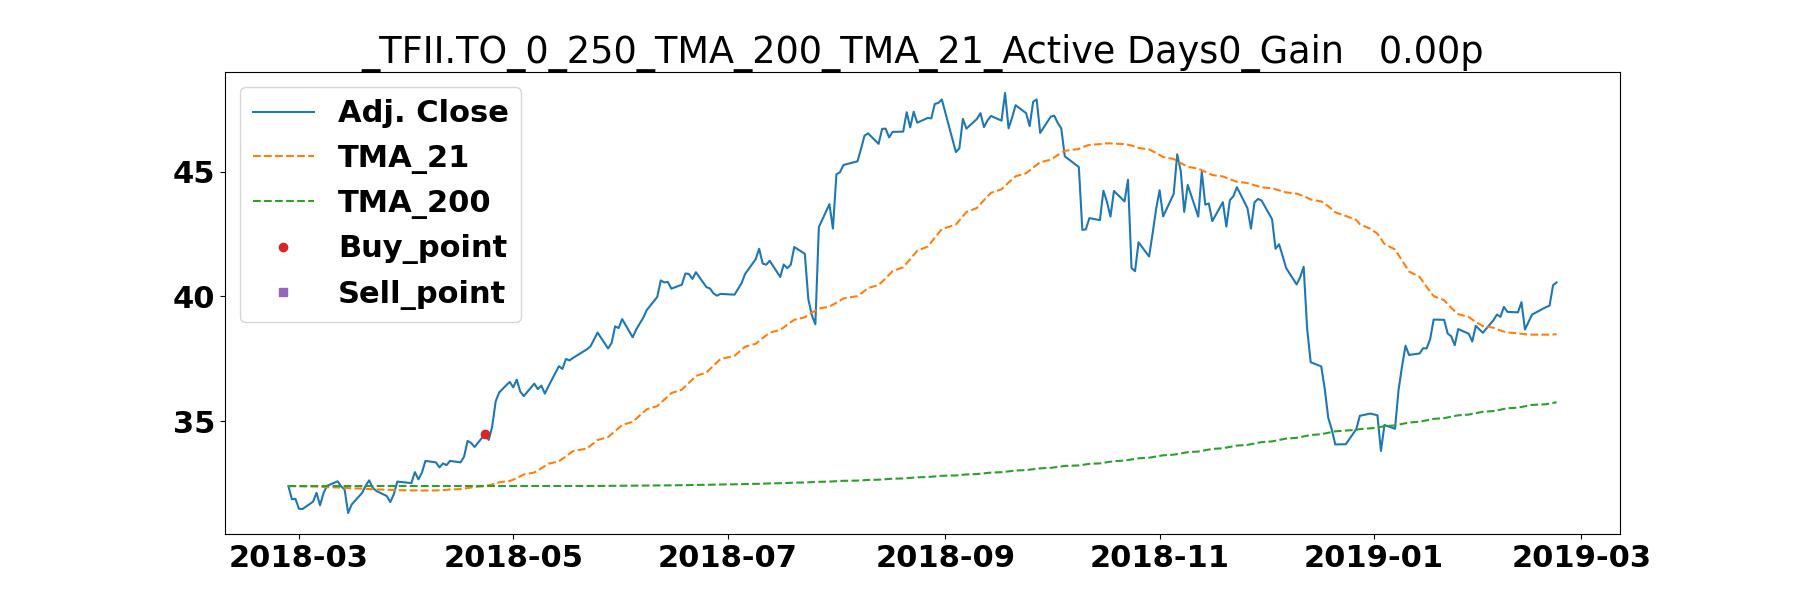 _TFII.TO_0_250_TMA_200_TMA_21_Active Days0_Gain   0.00p
Adj. Close
TMA_21
TMA_200
Buy_point
Sell_point
45
40
35
2018-03 2018-05 2018-07 2018-09 2018-11 2019-01 2019-03